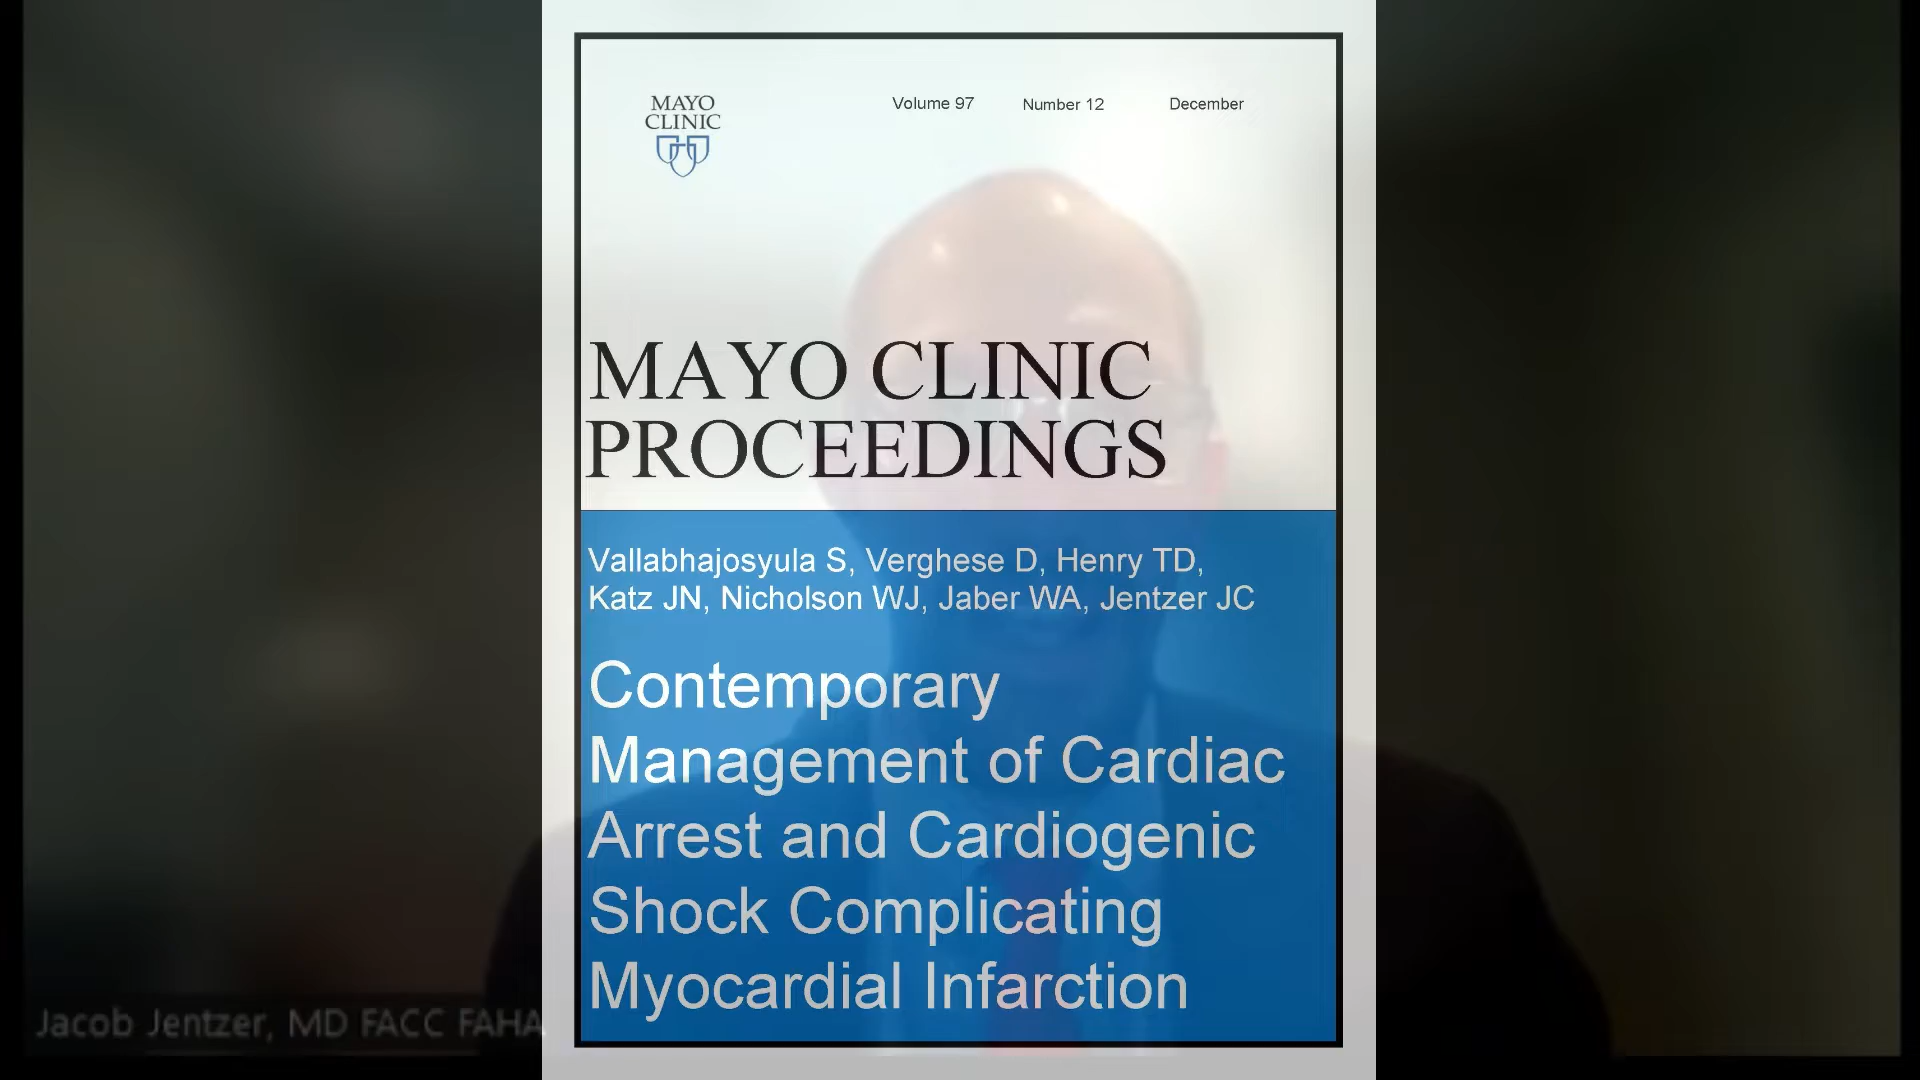 MAYO
CLINIC
Volume 97 Number 12 December
MAYO CLINIC
PROCEEDINGS
Vallabhajosyula S, Verghese D, Henry TD,
Katz JN, Nicholson WJ, Jaber WA, Jentzer JC
Contemporary
Management of Cardiac
Arrest and Cardiogenic
Shock Complicating
Myocardial Infarction
Jacob Jentzer, MD FACC FAHA